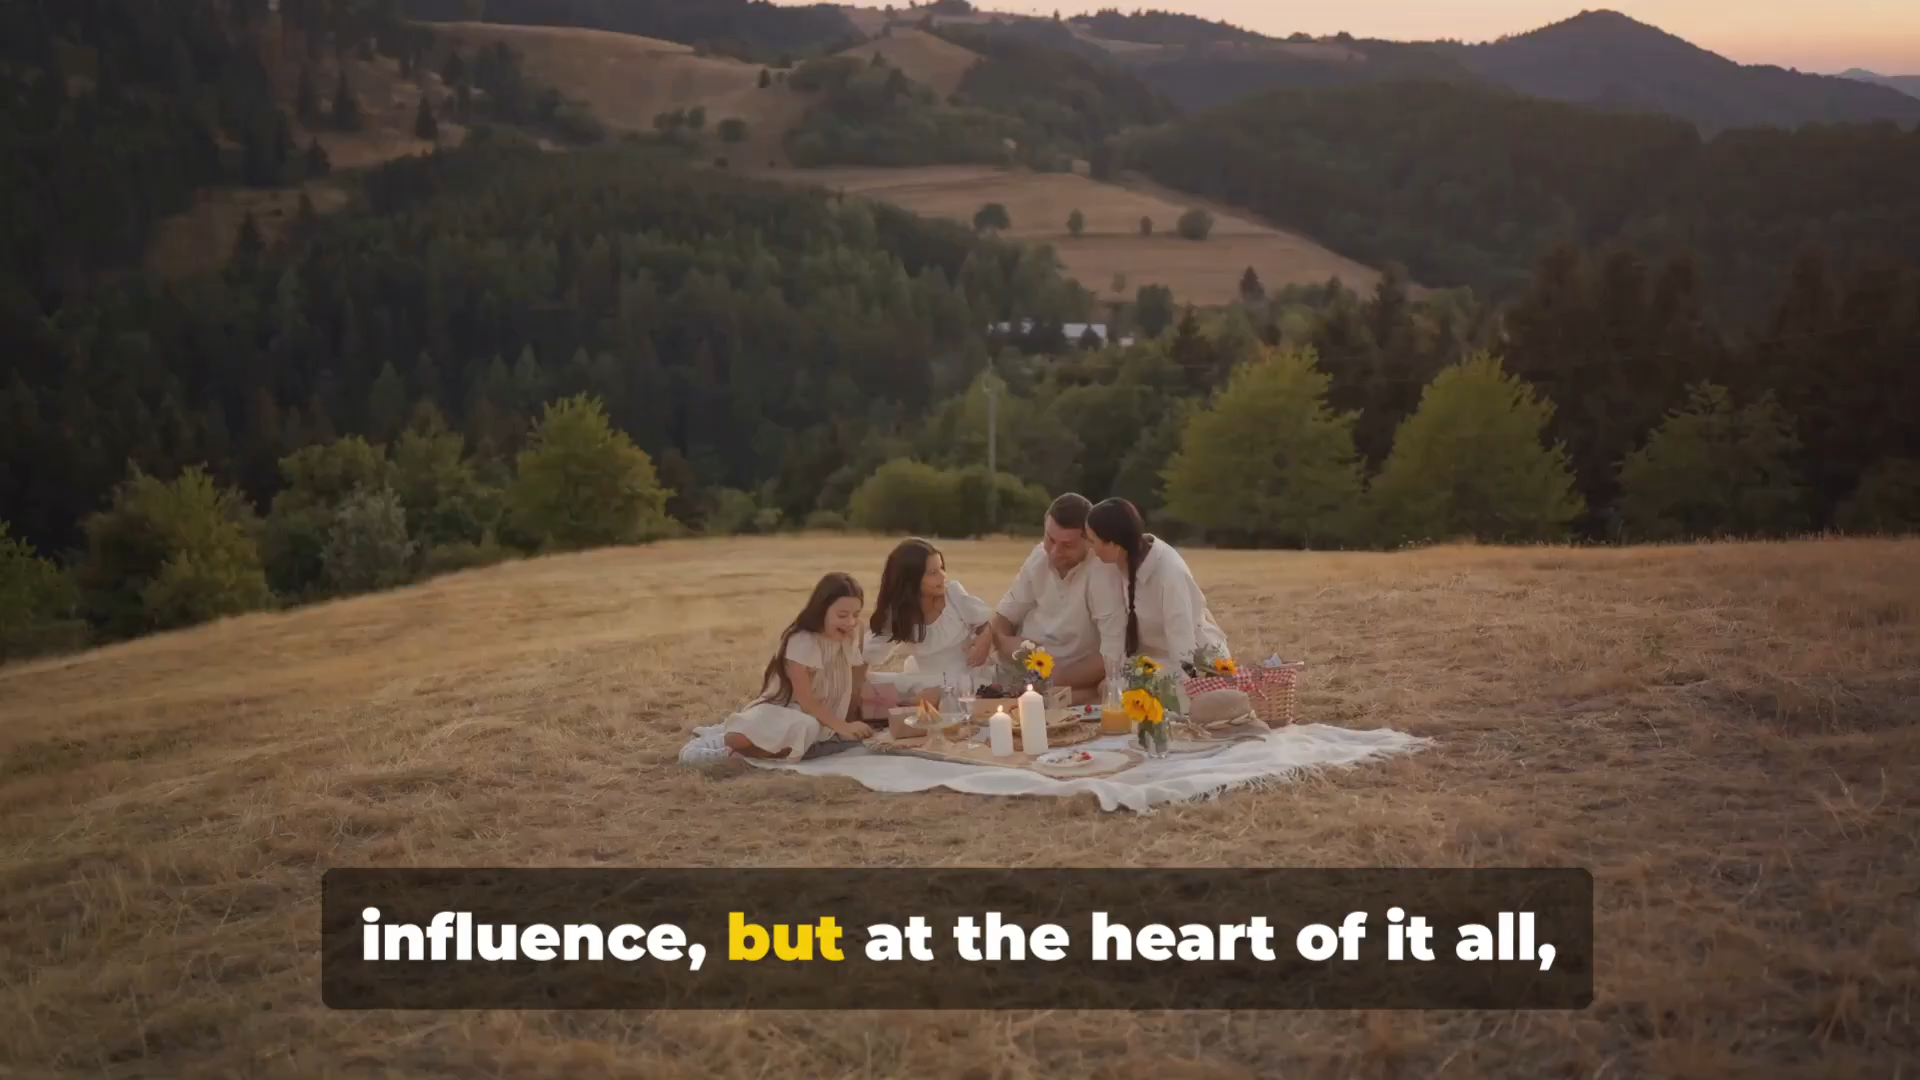 influence, but at the heart of it all,